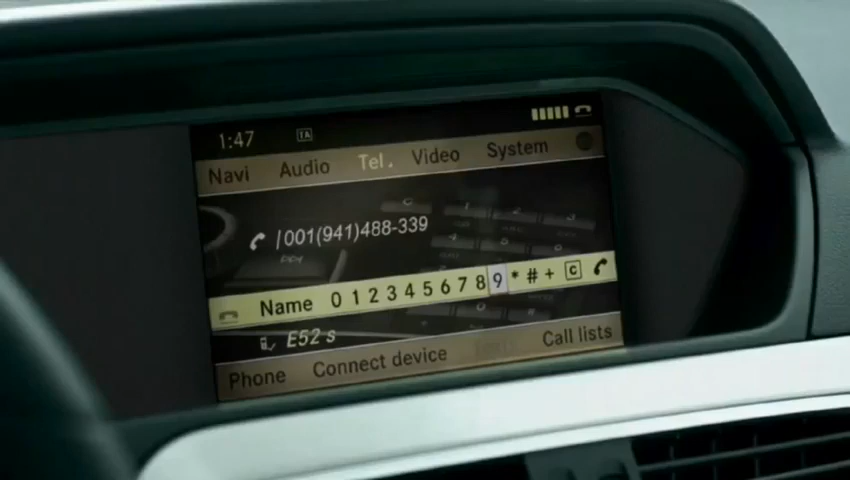 1:47 TA
Navi Audio Tel. Video System
001(941)488-339
Name 0 1 2 3 4 5 6 7 8 9 * # + C
E52 s
Phone Connect device Call lists